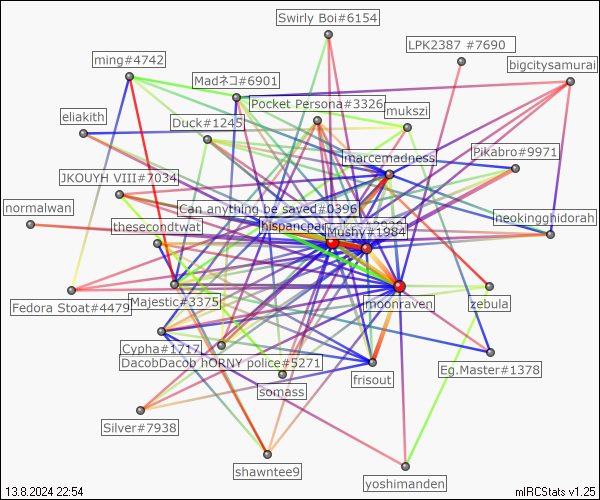 Swirly Boi#6154
LPK2387 #7690
ming#4742
bigcitysamurai
Madネコ#6901
Pocket Persona#3326
mukszi
eliakith
Duck#1245
marcemadness
Pikabro#9971
JKOUYH VIII#7034
normalwan
Can anything be saved#0396
neokingghidorah
thesecondtwat
Mushy#1984
Fedora Stoat#4479
Majestic#3375
moonraven
zebula
Cypha#1717
DacobDacob hORNY police#5271
Eg.Master#1378
frisout
somass
Silver#7938
shawntee9
yoshimanden
13.8.2024 22:54
mIRCStats v1.25